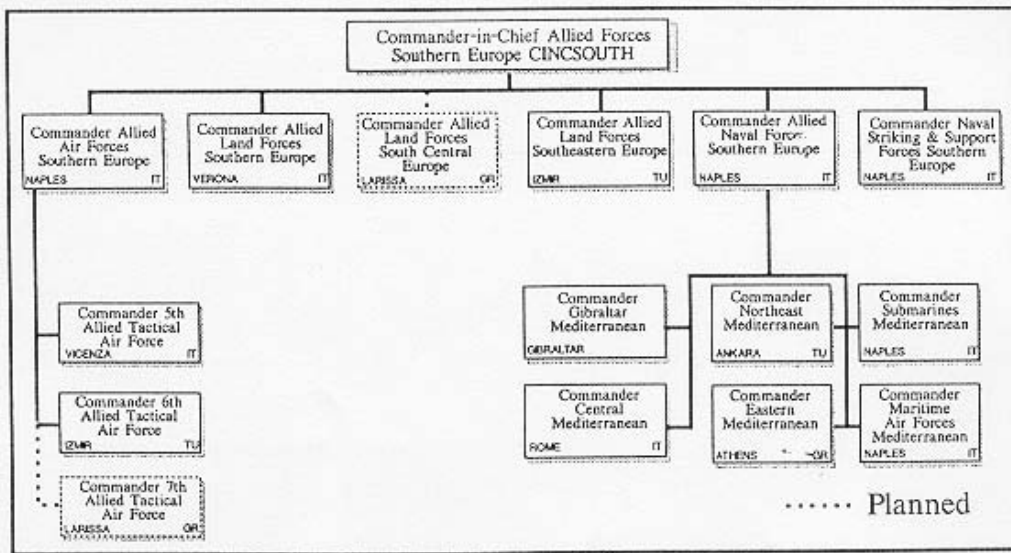 Commander-in-Chief Allied Forces
Southern Europe CINCSOUTH
Commander Allied
Air Forces
Southern Europe
NAPLES IT
Commander Allied
Land Forces
Southern Europe
VERONA IT
Commander Allied
Land Forces
South Central
Europe
LARISSA GR
Commander Allied
Land Forces
Southeastern Europe
IZMIR TU
Commander Allied
Naval Forces
Southern Europe
NAPLES IT
Commander Naval
Striking & Support
Forces Southern
Europe
NAPLES IT
Commander 5th
Allied Tactical
Air Force
VICENZA IT
Commander 6th
Allied Tactical
Air Force
IZMIR TU
Commander 7th
Allied Tactical
Air Force
LARISSA GR
Commander
Gibraltar
Mediterranean
GIBRALTAR
Commander
Northeast
Mediterranean
ANKARA TU
Commander
Submarines
Mediterranean
NAPLES IT
Commander
Central
Mediterranean
ROME IT
Commander
Eastern
Mediterranean
ATHENS GR
Commander
Maritime
Air Forces
Mediterranean
NAPLES IT
Planned